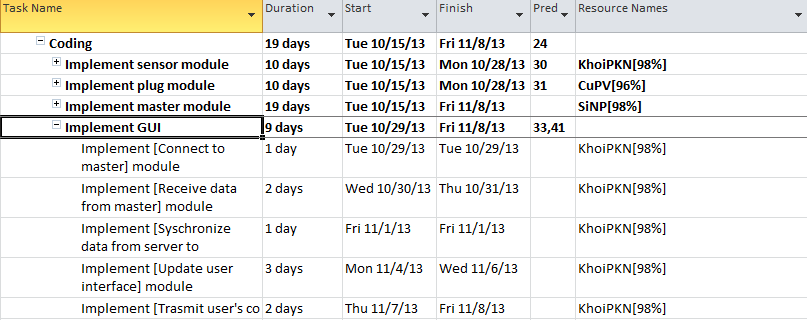 Task Name Duration Start Finish Pred Resource Names
Coding 19 days Tue 10/15/13 Fri 11/8/13 24
Implement sensor module 10 days Tue 10/15/13 Mon 10/28/13 30 KhoiPKN[98%]
Implement plug module 10 days Tue 10/15/13 Mon 10/28/13 31 CuPV[96%]
Implement master module 19 days Tue 10/15/13 Fri 11/8/13 SiNP[98%]
Implement GUI 9 days Tue 10/29/13 Fri 11/8/13 33,41
Implement [Connect to 1 day Tue 10/29/13 Tue 10/29/13 KhoiPKN[98%]
master] module
Implement [Receive data 2 days Wed 10/30/13 Thu 10/31/13 KhoiPKN[98%]
from master] module
Implement [Syschronize 1 day Fri 11/1/13 Fri 11/1/13 KhoiPKN[98%]
data from server to
Implement [Update user 3 days Mon 11/4/13 Wed 11/6/13 KhoiPKN[98%]
interface] module
Implement [Trasmit user's co 2 days Thu 11/7/13 Fri 11/8/13 KhoiPKN[98%]